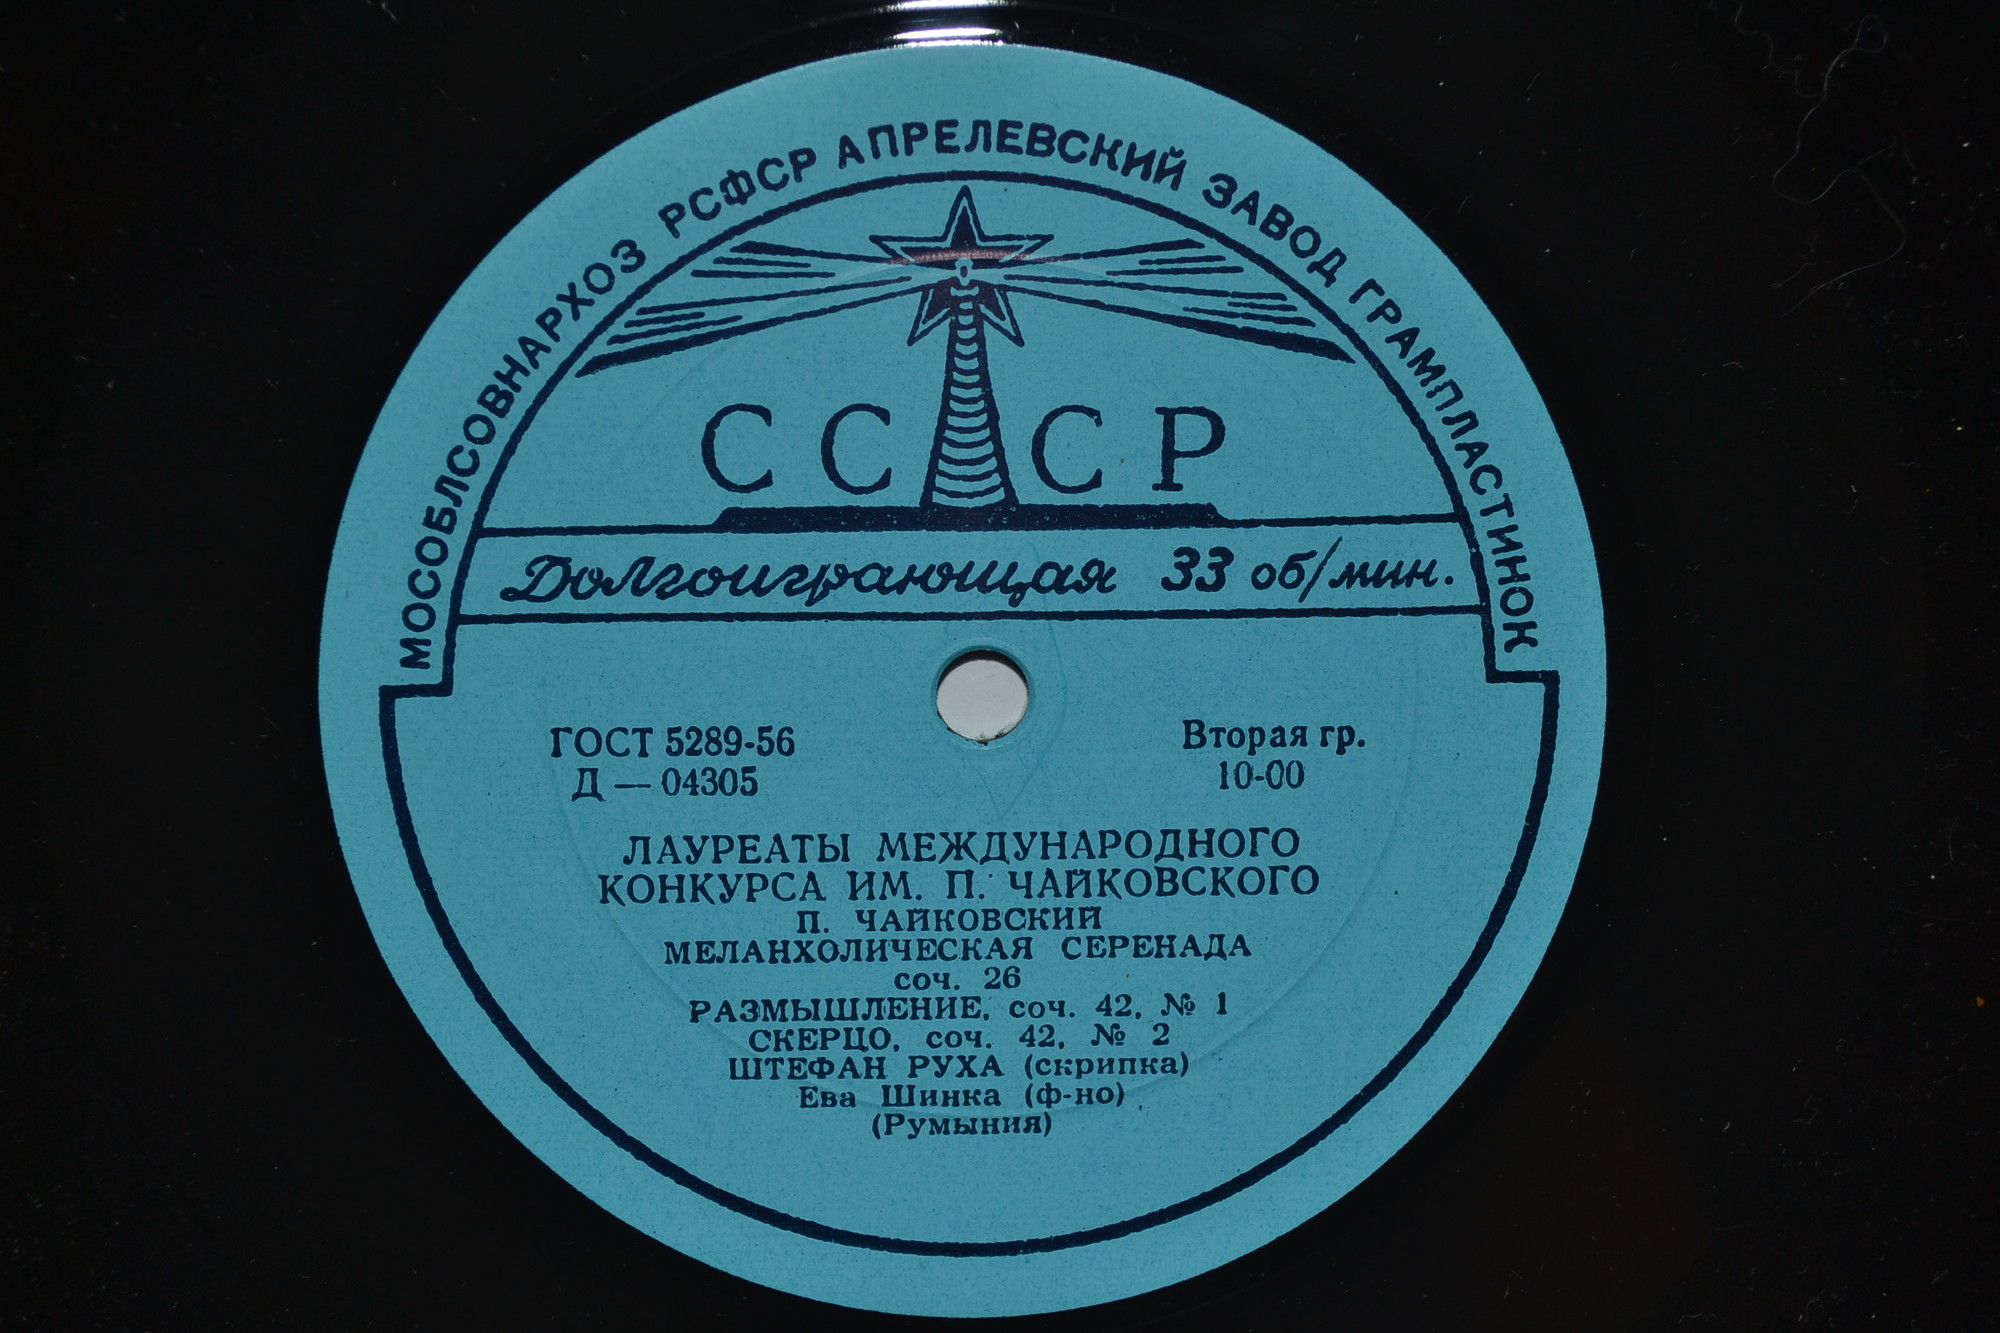 МОСОБЛСОВНАРХОЗ РСФСР АПРЕЛЕВСКИЙ ЗАВОД ГРАМПЛАСТИНОК
СССР
Долгоиграющая 33 об/мин.
ГОСТ 5289-56
Д — 04305
Вторая гр.
10-00
ЛАУРЕАТЫ МЕЖДУНАРОДНОГО
КОНКУРСА ИМ. П. ЧАЙКОВСКОГО
П. ЧАЙКОВСКИЙ
МЕЛАНХОЛИЧЕСКАЯ СЕРЕНАДА
соч. 26
РАЗМЫШЛЕНИЕ, соч. 42, № 1
СКЕРЦО, соч. 42, № 2
ШТЕФАН РУХА (скрипка)
Ева Шинка (ф-но)
(Румыния)